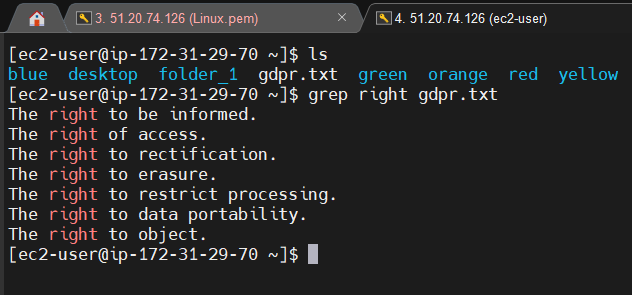 3. 51.20.74.126 (Linux.pem)
4. 51.20.74.126 (ec2-user)
[ec2-user@ip-172-31-29-70 ~]$ ls
blue  desktop  folder_1  gdpr.txt  green  orange  red  yellow
[ec2-user@ip-172-31-29-70 ~]$ grep right gdpr.txt
The right to be informed.
The right of access.
The right to rectification.
The right to erasure.
The right to restrict processing.
The right to data portability.
The right to object.
[ec2-user@ip-172-31-29-70 ~]$